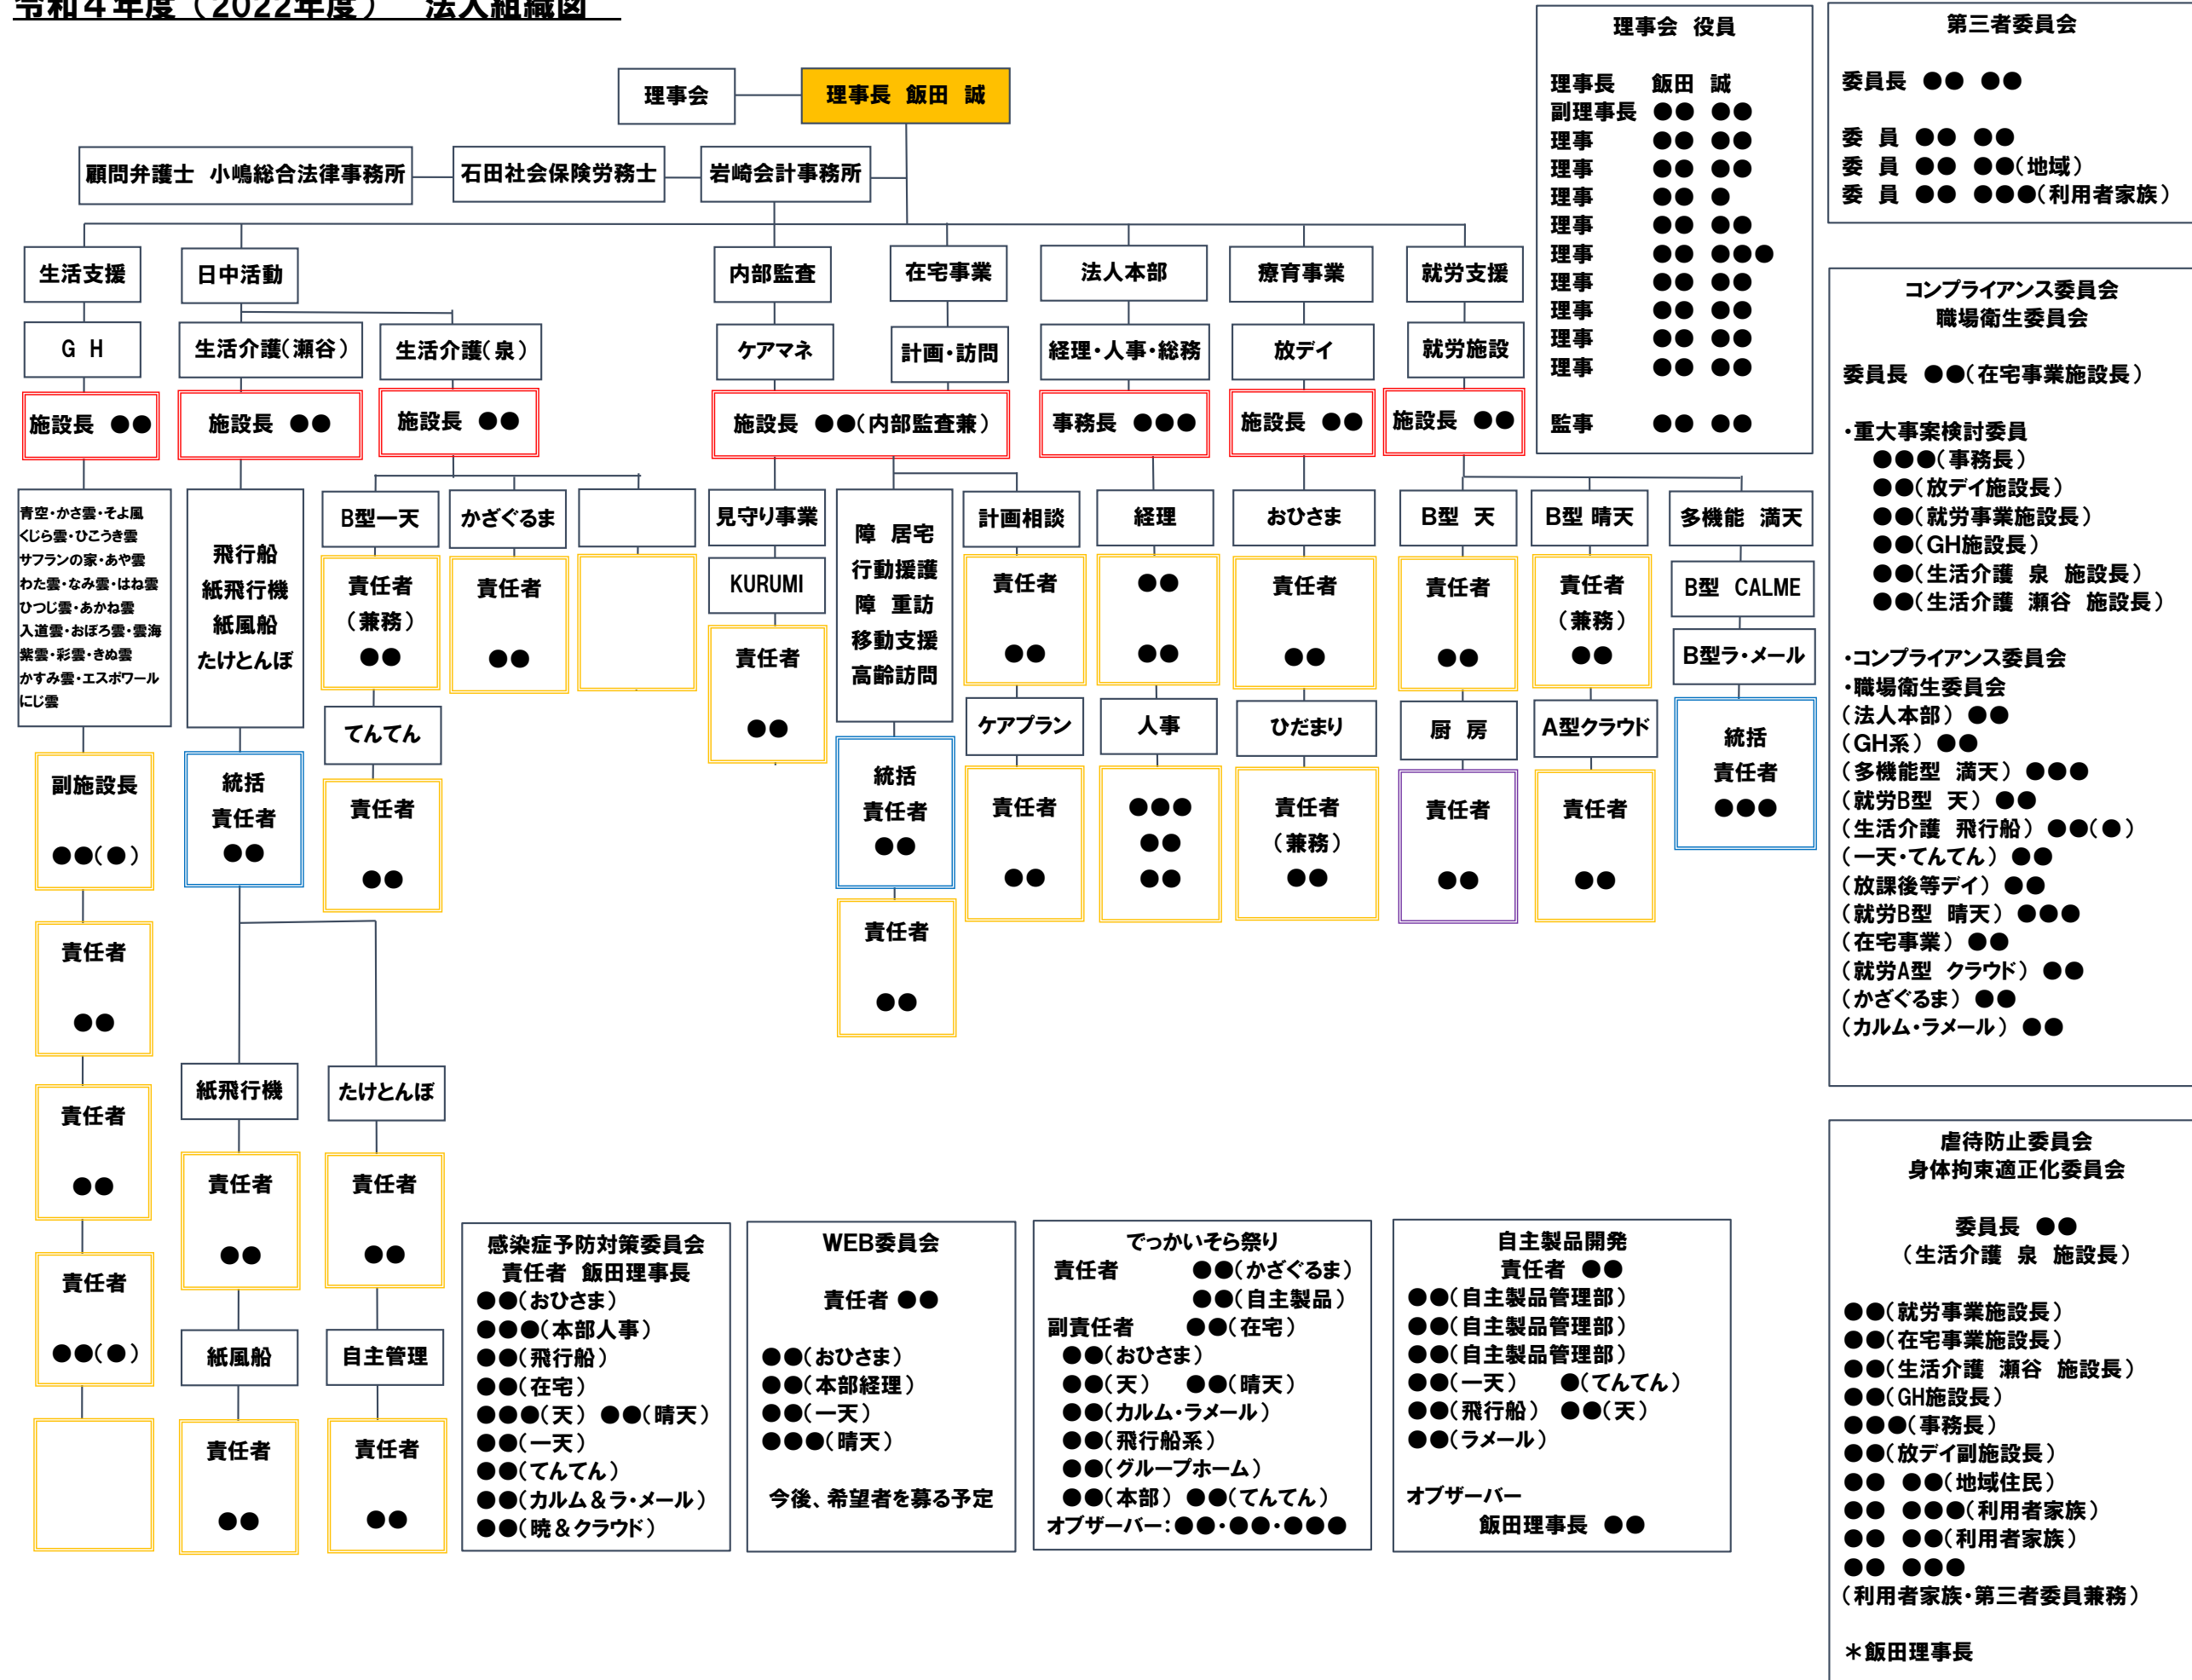 令和４年度（2022年度）　法人組織図
理事会
理事長 飯田 誠
顧問弁護士 小嶋総合法律事務所
石田社会保険労務士
岩崎会計事務所
生活支援
日中活動
内部監査
在宅事業
法人本部
療育事業
就労支援
ＧＨ
生活介護（瀬谷）
生活介護（泉）
ケアマネ
計画・訪問
経理・人事・総務
放デイ
就労施設
施設長 ●●
施設長 ●●
施設長 ●●
施設長 ●●（内部監査兼）
事務長 ●●●
施設長 ●●
施設長 ●●
青空・かさ雲・そよ風
くじら雲・ひこうき雲
サフランの家・あや雲
わた雲・なみ雲・はね雲
ひつじ雲・あかね雲
入道雲・おぼろ雲・雲海
紫雲・彩雲・きぬ雲
かすみ雲・エスポワール
にじ雲
副施設長
●●（●）
責任者
●●
責任者
●●
責任者
●●（●）
飛行船
紙飛行機
紙風船
たけとんぼ
統括
責任者
●●
紙飛行機
責任者
●●
紙風船
責任者
●●
たけとんぼ
責任者
●●
自主管理
責任者
●●
B型一天
責任者
（兼務）
●●
てんてん
責任者
●●
かざぐるま
責任者
●●
見守り事業
KURUMI
責任者
●●
障 居宅
行動援護
障 重訪
移動支援
高齢訪問
統括
責任者
●●
責任者
●●
計画相談
責任者
●●
ケアプラン
責任者
●●
経理
●●
●●
人事
●●●
●●
●●
おひさま
責任者
●●
ひだまり
責任者
（兼務）
●●
B型 天
責任者
●●
厨 房
責任者
●●
B型 晴天
責任者
（兼務）
●●
A型クラウド
責任者
●●
多機能 満天
B型 CALME
B型ラ・メール
統括
責任者
●●●
感染症予防対策委員会
責任者 飯田理事長
●●（おひさま）
●●●（本部人事）
●●（飛行船）
●●（在宅）
●●●（天） ●●（晴天）
●●（一天）
●●（てんてん）
●●（カルム＆ラ・メール）
●●（暁＆クラウド）
WEB委員会
責任者 ●●
●●（おひさま）
●●（本部経理）
●●（一天）
●●●（晴天）
今後、希望者を募る予定
でっかいそら祭り
責任者 ●●（かざぐるま）
●●（自主製品）
副責任者 ●●（在宅）
●●（おひさま）
●●（天） ●●（晴天）
●●（カルム・ラメール）
●●（飛行船系）
●●（グループホーム）
●●（本部） ●●（てんてん）
オブザーバー：●●・●●・●●●
自主製品開発
責任者 ●●
●●（自主製品管理部）
●●（自主製品管理部）
●●（自主製品管理部）
●●（一天） ●（てんてん）
●●（飛行船） ●●（天）
●●（ラメール）
オブザーバー
飯田理事長 ●●
理事会 役員
理事長 飯田 誠
副理事長 ●● ●●
理事 ●● ●●
理事 ●● ●●
理事 ●● ●
理事 ●● ●●
理事 ●● ●●●
理事 ●● ●●
理事 ●● ●●
理事 ●● ●●
理事 ●● ●●
監事 ●● ●●
第三者委員会
委員長 ●● ●●
委 員 ●● ●●
委 員 ●● ●●（地域）
委 員 ●● ●●●（利用者家族）
コンプライアンス委員会
職場衛生委員会
委員長 ●●（在宅事業施設長）
・重大事案検討委員
●●●（事務長）
●●（放デイ施設長）
●●（就労事業施設長）
●●（GH施設長）
●●（生活介護 泉 施設長）
●●（生活介護 瀬谷 施設長）
・コンプライアンス委員会
・職場衛生委員会
（法人本部）●●
（GH系）●●
（多機能型 満天）●●●
（就労B型 天）●●
（生活介護 飛行船）●●（●）
（一天・てんてん）●●
（放課後等デイ）●●
（就労B型 晴天）●●●
（在宅事業）●●
（就労A型 クラウド）●●
（かざぐるま）●●
（カルム・ラメール）●●
虐待防止委員会
身体拘束適正化委員会
委員長 ●●
（生活介護 泉 施設長）
●●（就労事業施設長）
●●（在宅事業施設長）
●●（生活介護 瀬谷 施設長）
●●（GH施設長）
●●●（事務長）
●●（放デイ副施設長）
●● ●●（地域住民）
●● ●●●（利用者家族）
●● ●●（利用者家族）
●● ●●●
（利用者家族・第三者委員兼務）
＊飯田理事長